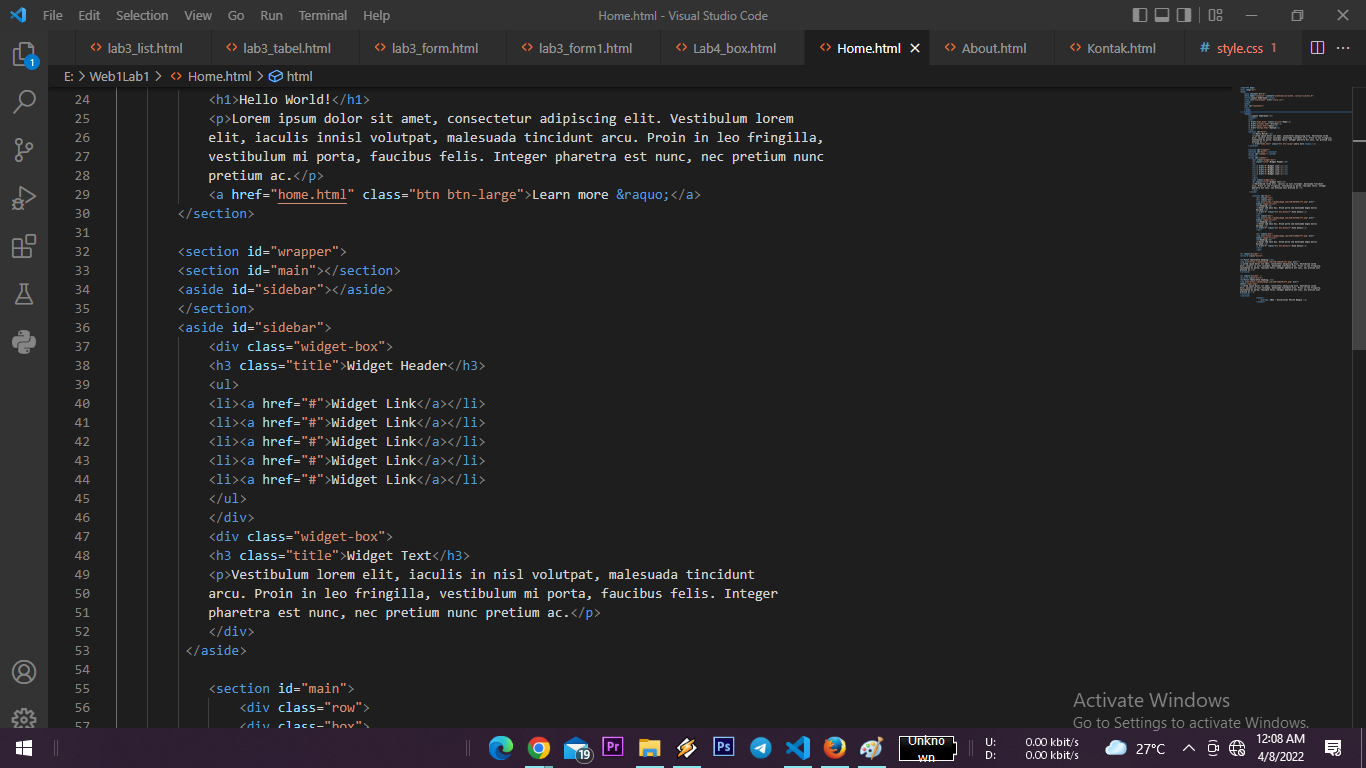 File Edit Selection View Go Run Terminal Help Home.html - Visual Studio Code
lab3_list.html lab3_tabel.html lab3_form.html lab3_form1.html Lab4_box.html Home.html About.html Kontak.html # style.css 1
E: > Web1Lab1 > Home.html > html
24 <h1>Hello World!</h1>
25 <p>Lorem ipsum dolor sit amet, consectetur adipiscing elit. Vestibulum lorem
26 elit, iaculis innisl volutpat, malesuada tincidunt arcu. Proin in leo fringilla,
27 vestibulum mi porta, faucibus felis. Integer pharetra est nunc, nec pretium nunc
28 pretium ac.</p>
29 <a href="home.html" class="btn btn-large">Learn more &raquo;</a>
30 </section>
31
32 <section id="wrapper">
33 <section id="main"></section>
34 <aside id="sidebar"></aside>
35 </section>
36 <aside id="sidebar">
37 <div class="widget-box">
38 <h3 class="title">Widget Header</h3>
39 <ul>
40 <li><a href="#">Widget Link</a></li>
41 <li><a href="#">Widget Link</a></li>
42 <li><a href="#">Widget Link</a></li>
43 <li><a href="#">Widget Link</a></li>
44 <li><a href="#">Widget Link</a></li>
45 </ul>
46 </div>
47 <div class="widget-box">
48 <h3 class="title">Widget Text</h3>
49 <p>Vestibulum lorem elit, iaculis in nisl volutpat, malesuada tincidunt
50 arcu. Proin in leo fringilla, vestibulum mi porta, faucibus felis. Integer
51 pharetra est nunc, nec pretium nunc pretium ac.</p>
52 </div>
53 </aside>
54
55 <section id="main">
56 <div class="row">
57 <div class="box">
1
Activate Windows
Go to Settings to activate Windows.
19
Pr
Ps
Unkno
wn
U: 0.00 kbit/s
D: 0.00 kbit/s
27°C
12:08 AM
4/8/2022